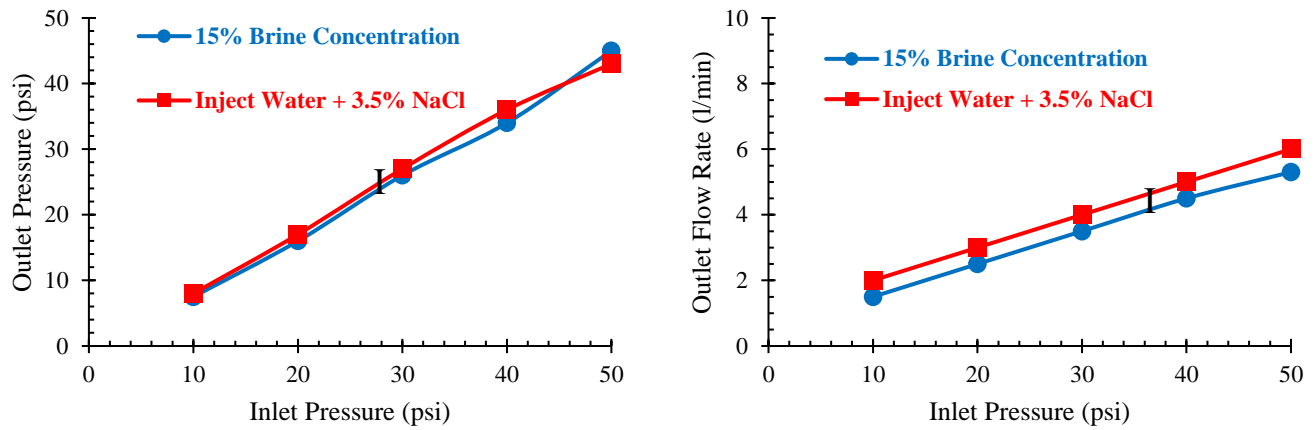 50
40
30
20
10
0
Outlet Pressure (psi)
15% Brine Concentration
Inject Water + 3.5% NaCl
I
0
10
20
30
40
50
Inlet Pressure (psi)
10
8
6
4
2
0
Outlet Flow Rate (l/min)
15% Brine Concentration
Inject Water + 3.5% NaCl
I
0
10
20
30
40
50
Inlet Pressure (psi)